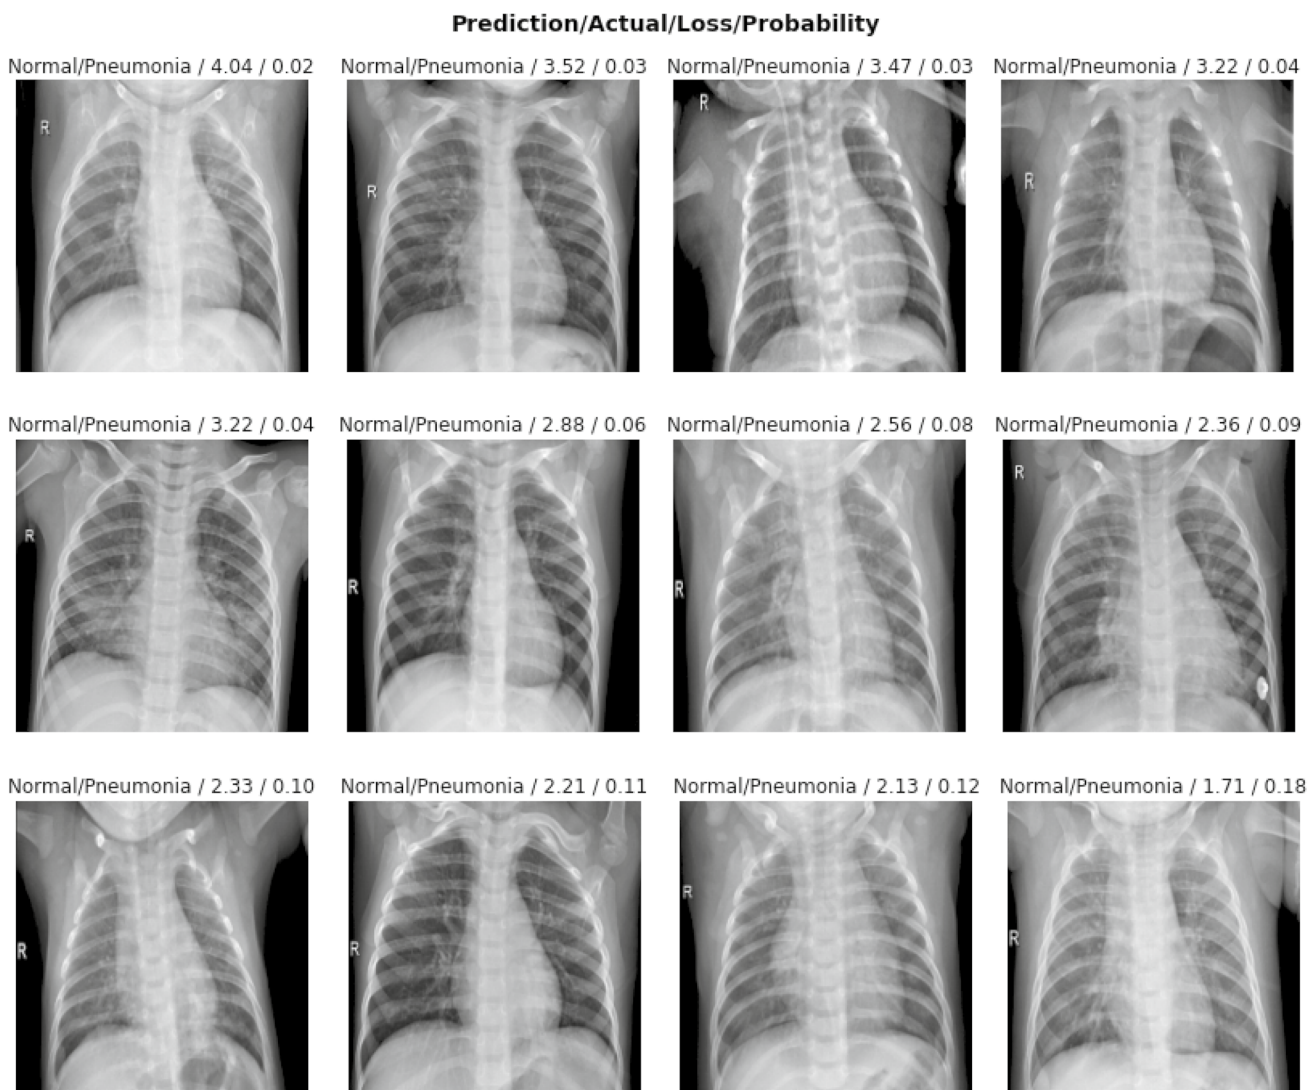 Prediction/Actual/Loss/Probability
Normal/Pneumonia / 4.04 / 0.02
Normal/Pneumonia / 3.52 / 0.03
Normal/Pneumonia / 3.47 / 0.03
Normal/Pneumonia / 3.22 / 0.04
R
R
R
R
Normal/Pneumonia / 3.22 / 0.04
Normal/Pneumonia / 2.88 / 0.06
Normal/Pneumonia / 2.56 / 0.08
Normal/Pneumonia / 2.36 / 0.09
R
R
R
R
Normal/Pneumonia / 2.33 / 0.10
Normal/Pneumonia / 2.21 / 0.11
Normal/Pneumonia / 2.13 / 0.12
Normal/Pneumonia / 1.71 / 0.18
R
R
R
R